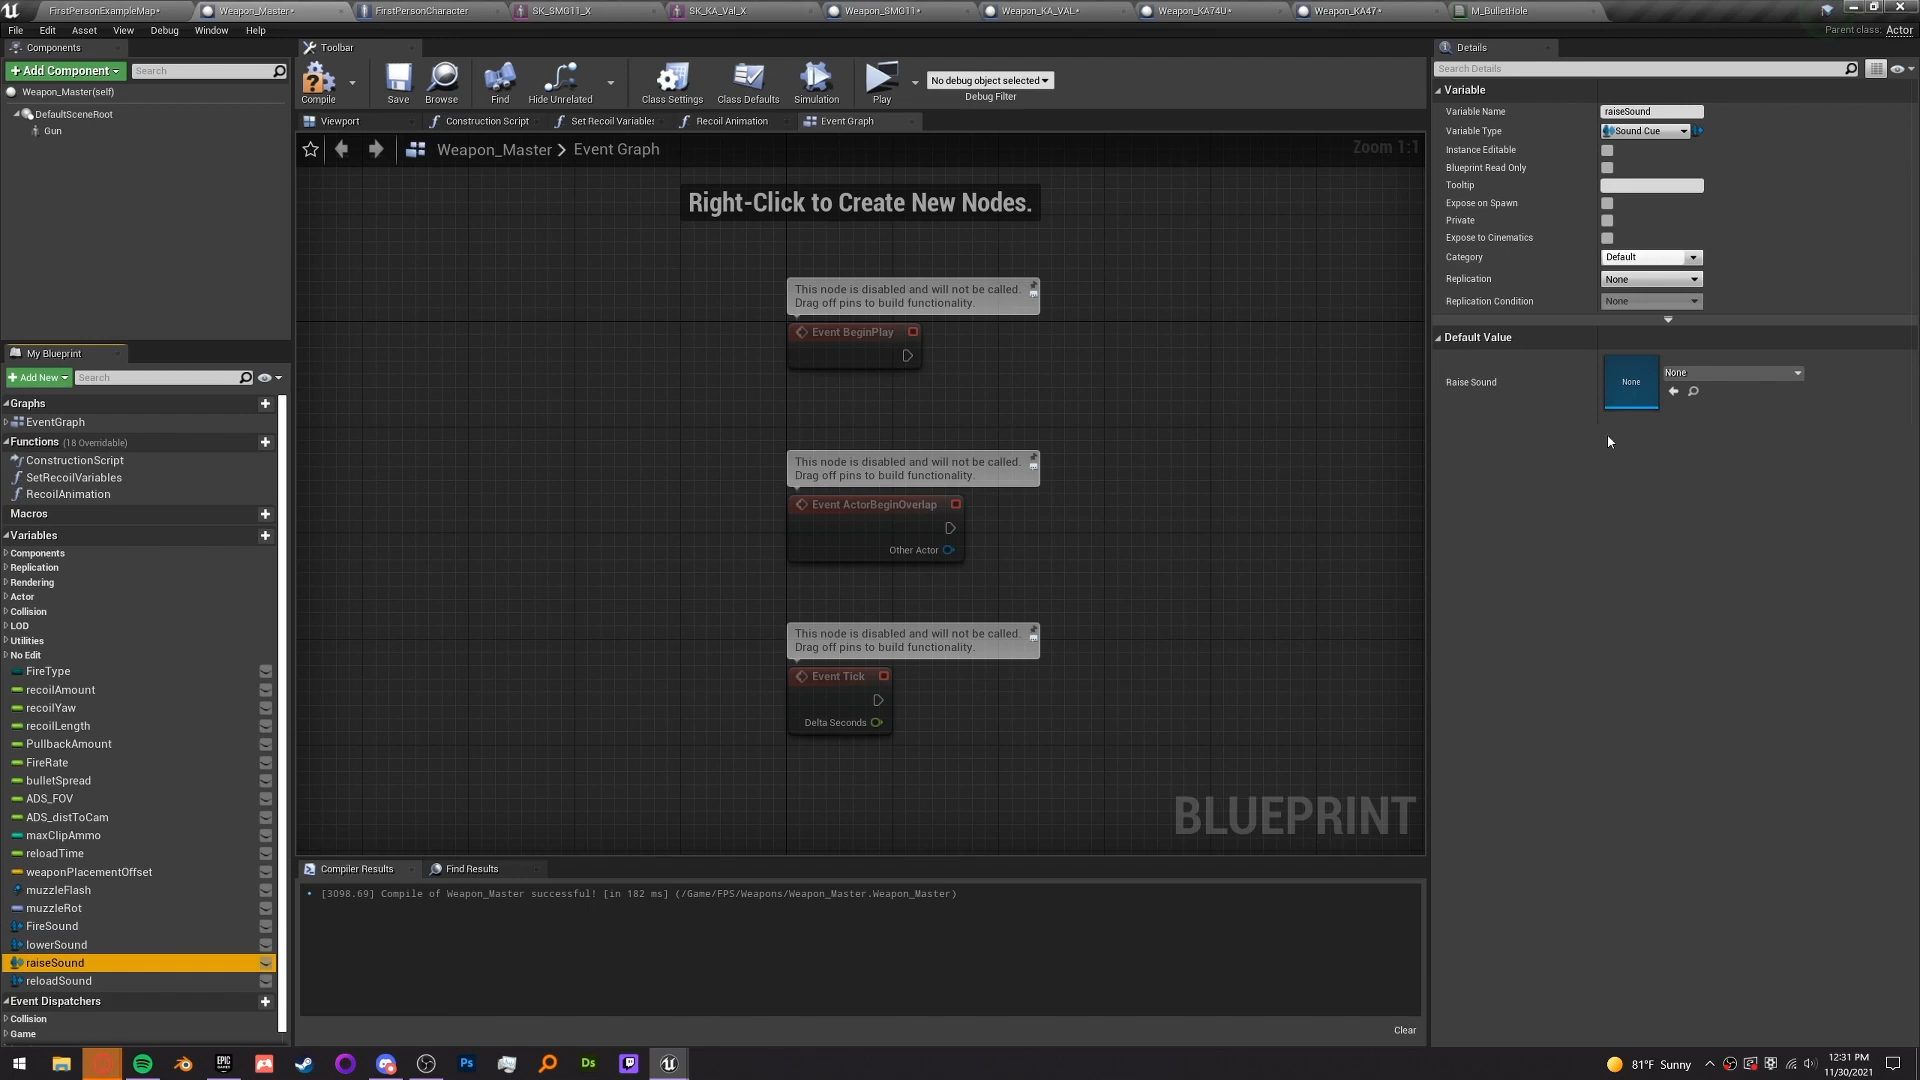 FirstPersonExampleMap*
Weapon_Master*
FirstPersonCharacter
SK_SMG11_X
SK_KA_Val_X
Weapon_SMG11*
Weapon_KA_VAL*
Weapon_KA74U*
Weapon_KA47*
M_BulletHole
File Edit Asset View Debug Window Help
Parent class: Actor
Components
+ Add Component
Search
Weapon_Master(self)
DefaultSceneRoot
Gun
Toolbar
Compile
Save
Browse
Find
Hide Unrelated
Class Settings
Class Defaults
Simulation
Play
No debug object selected
Debug Filter
Viewport
Construction Script
Set Recoil Variables
Recoil Animation
Event Graph
Weapon_Master > Event Graph
Zoom 1:1
Right-Click to Create New Nodes.
This node is disabled and will not be called.
Drag off pins to build functionality.
Event BeginPlay
This node is disabled and will not be called.
Drag off pins to build functionality.
Event ActorBeginOverlap
Other Actor
This node is disabled and will not be called.
Drag off pins to build functionality.
Event Tick
Delta Seconds
BLUEPRINT
My Blueprint
+ Add New
Search
Graphs
EventGraph
Functions (18 Overridable)
ConstructionScript
SetRecoilVariables
RecoilAnimation
Macros
Variables
Components
Replication
Rendering
Actor
Collision
LOD
Utilities
No Edit
FireType
recoilAmount
recoilYaw
recoilLength
PullbackAmount
FireRate
bulletSpread
ADS_FOV
ADS_distToCam
maxClipAmmo
reloadTime
weaponPlacementOffset
muzzleFlash
muzzleRot
FireSound
lowerSound
raiseSound
reloadSound
Event Dispatchers
Collision
Game
Compiler Results
Find Results
[3098.69] Compile of Weapon_Master successful! [in 182 ms] (/Game/FPS/Weapons/Weapon_Master.Weapon_Master)
Clear
Details
Search Details
Variable
Variable Name raiseSound
Variable Type Sound Cue
Instance Editable
Blueprint Read Only
Tooltip
Expose on Spawn
Private
Expose to Cinematics
Category Default
Replication None
Replication Condition None
Default Value
Raise Sound
None
None
EPIC GAMES
Ps
Ds
81°F Sunny
12:31 PM
11/30/2021